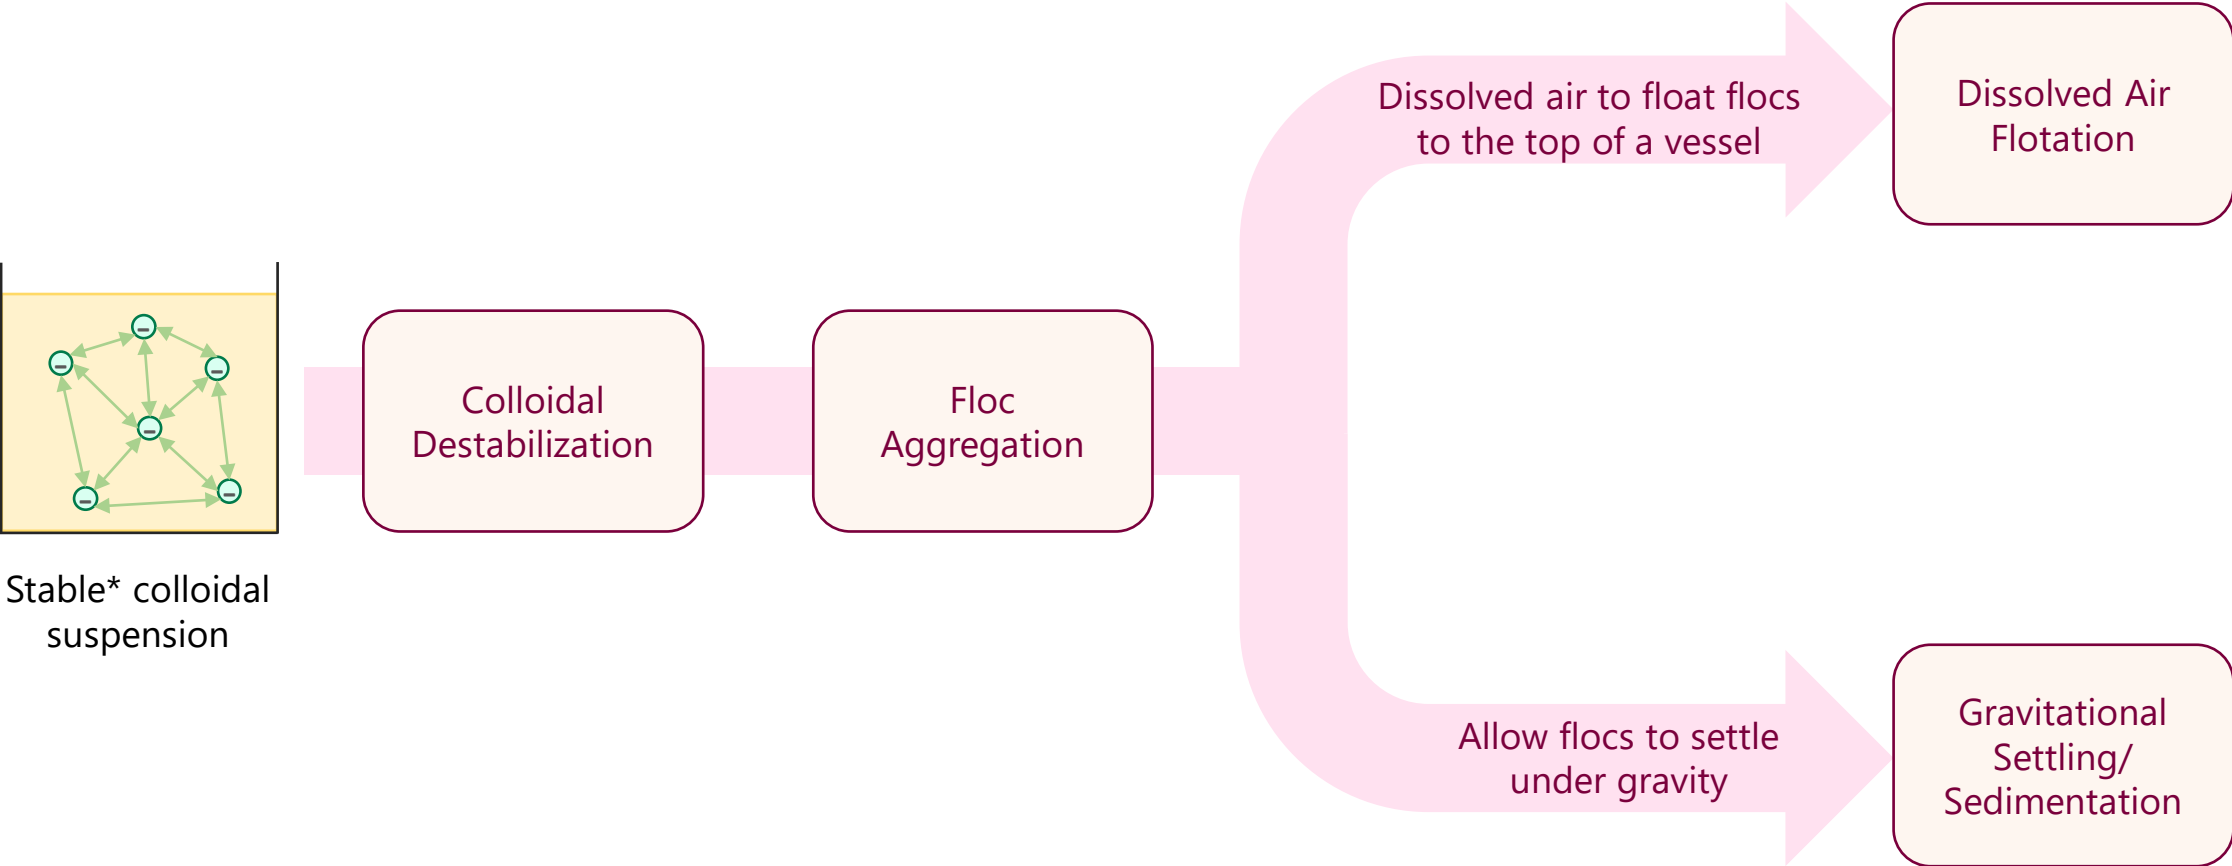 Stable* colloidal
suspension
Colloidal
Destabilization
Floc
Aggregation
Dissolved air to float flocs
to the top of a vessel
Dissolved Air
Flotation
Allow flocs to settle
under gravity
Gravitational
Settling/
Sedimentation